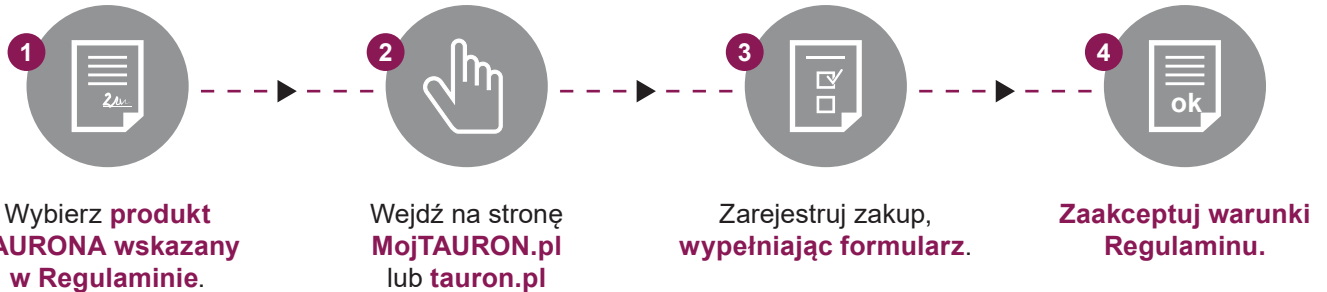 1
2
3
4
ok
Wybierz produkt
AURONA wskazany
w Regulaminie.
Wejdź na stronę
MojTAURON.pl
lub tauron.pl
Zarejestruj zakup,
wypełniając formularz.
Zaakceptuj warunki
Regulaminu.